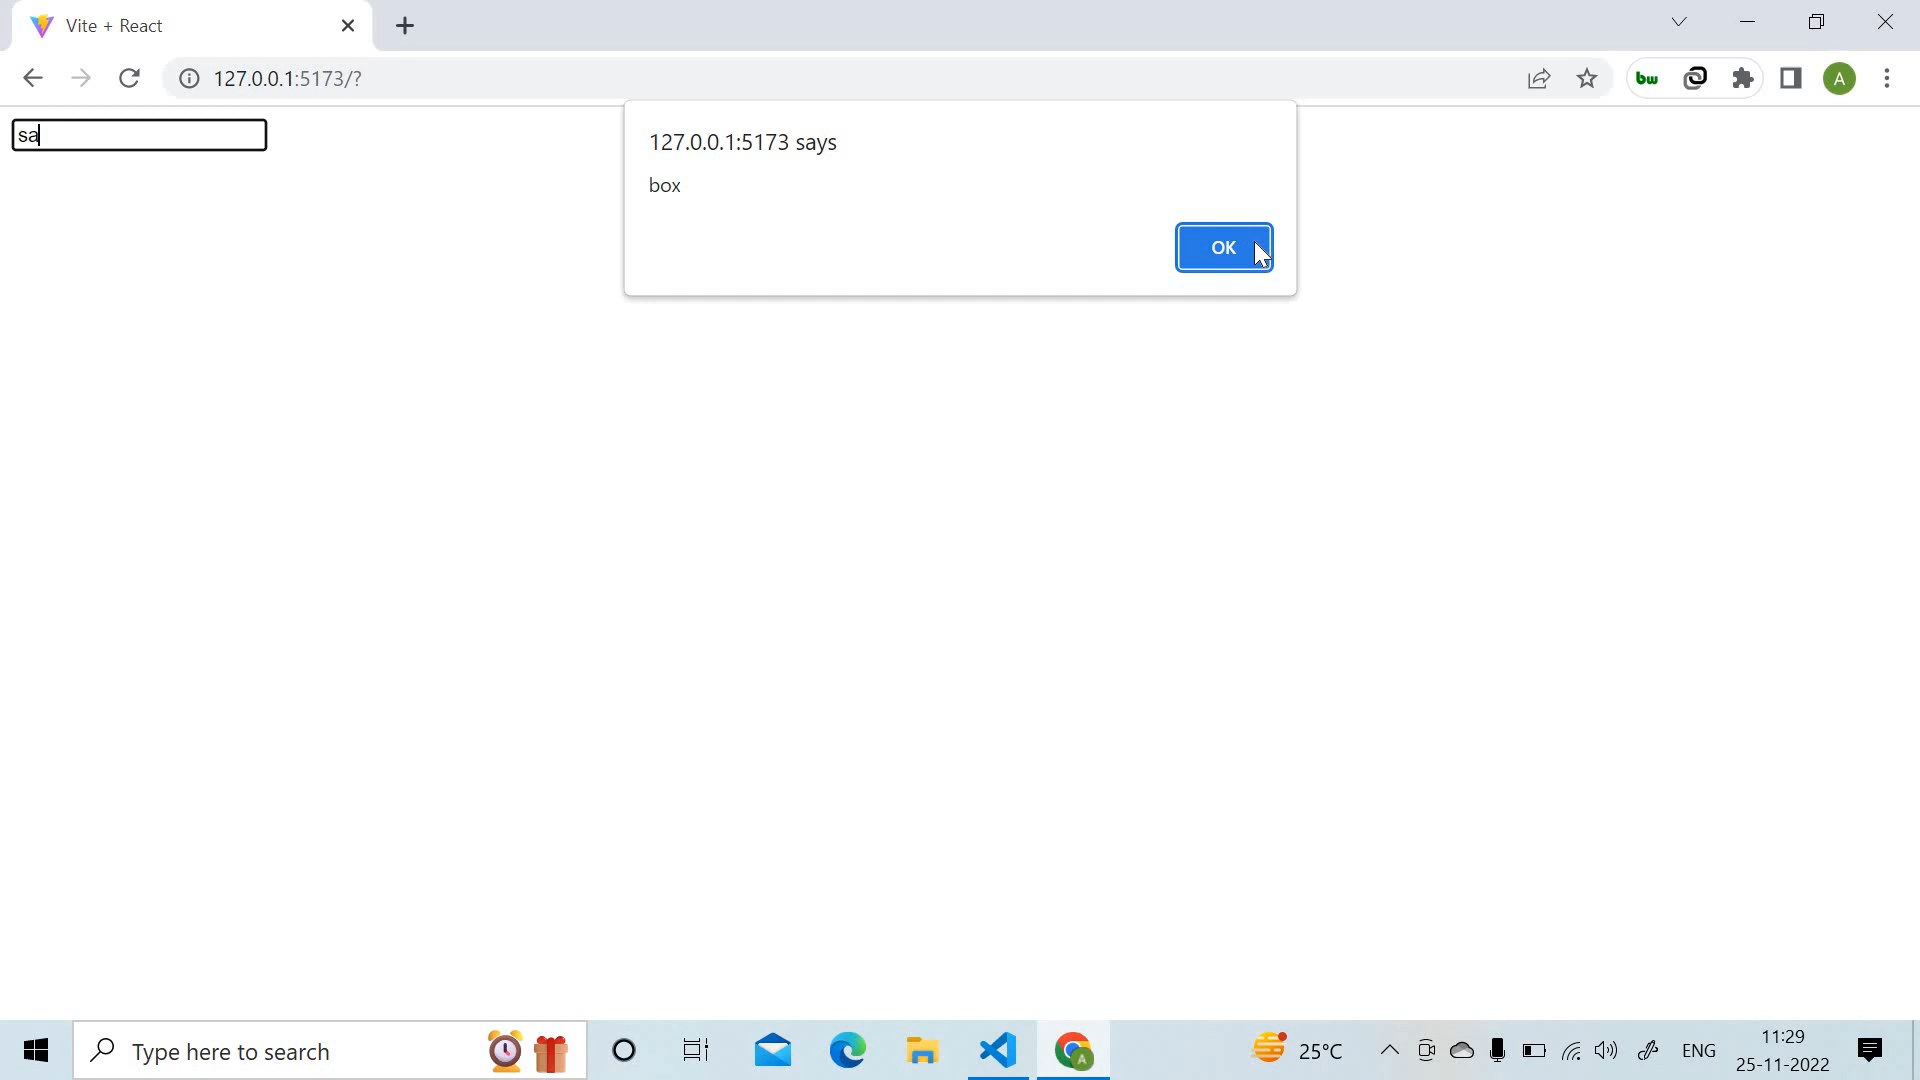 Vite + React
127.0.0.1:5173/?
bw
A
sa
127.0.0.1:5173 says
box
OK
Type here to search
A
25°C
ENG
11:29
25-11-2022